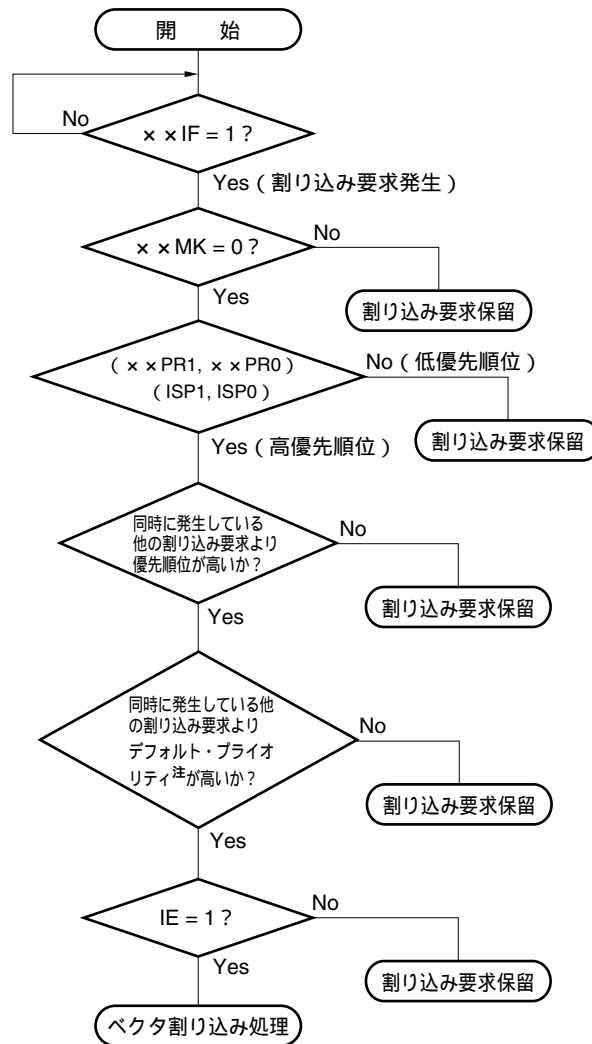 開 始
No
××IF = 1 ?
Yes ( 割り込み要求発生 )
No
××MK = 0 ?
Yes
割り込み要求保留
( ××PR1, ××PR0 )
( ISP1, ISP0 )
No ( 低優先順位 )
Yes ( 高優先順位 )
割り込み要求保留
同時に発生している
他の割り込み要求より
優先順位が高いか?
No
Yes
割り込み要求保留
同時に発生している他
の割り込み要求より
デフォルト・プライオ
リティ注が高いか?
No
Yes
割り込み要求保留
IE = 1 ?
No
Yes
割り込み要求保留
ベクタ割り込み処理